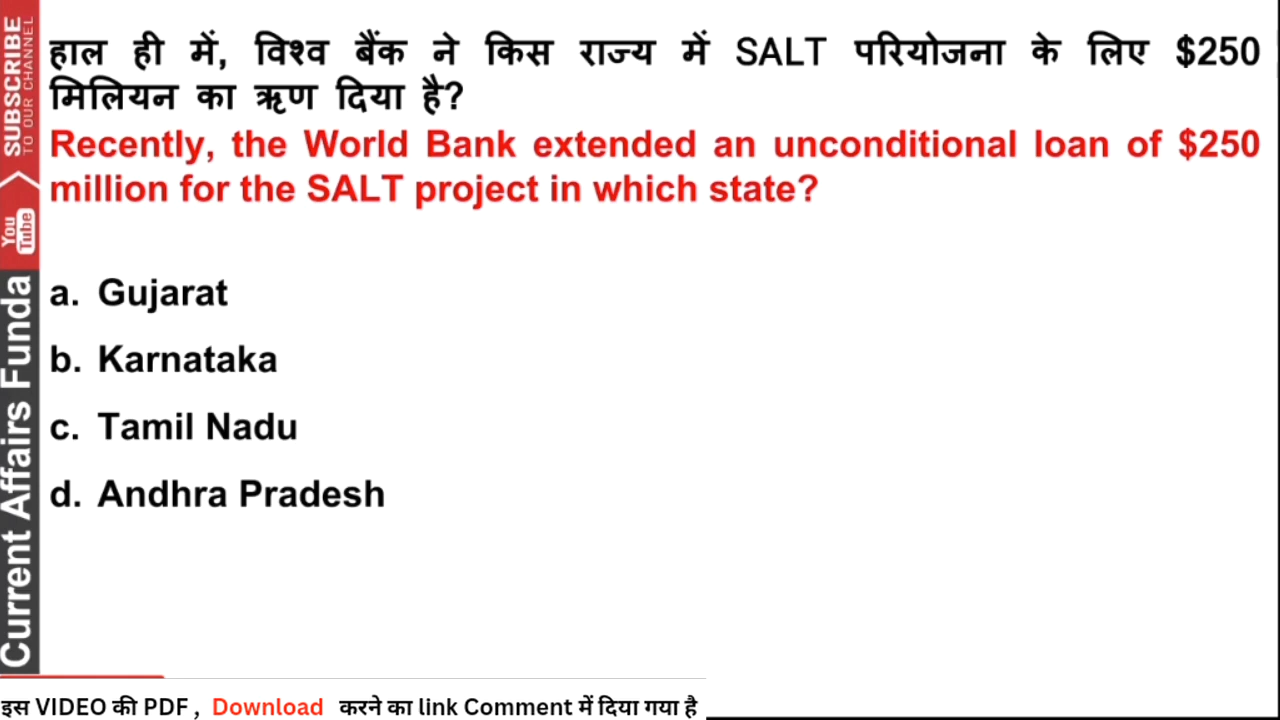 हाल ही में, विश्व बैंक ने किस राज्य में SALT परियोजना के लिए $250
मिलियन का ऋण दिया है?
Recently, the World Bank extended an unconditional loan of $250
million for the SALT project in which state?
a. Gujarat
b. Karnataka
c. Tamil Nadu
d. Andhra Pradesh
SUBSCRIBE
TO OUR CHANNEL
You
Tube
Current Affairs Funda
इस VIDEO की PDF , Download करने का link Comment में दिया गया है